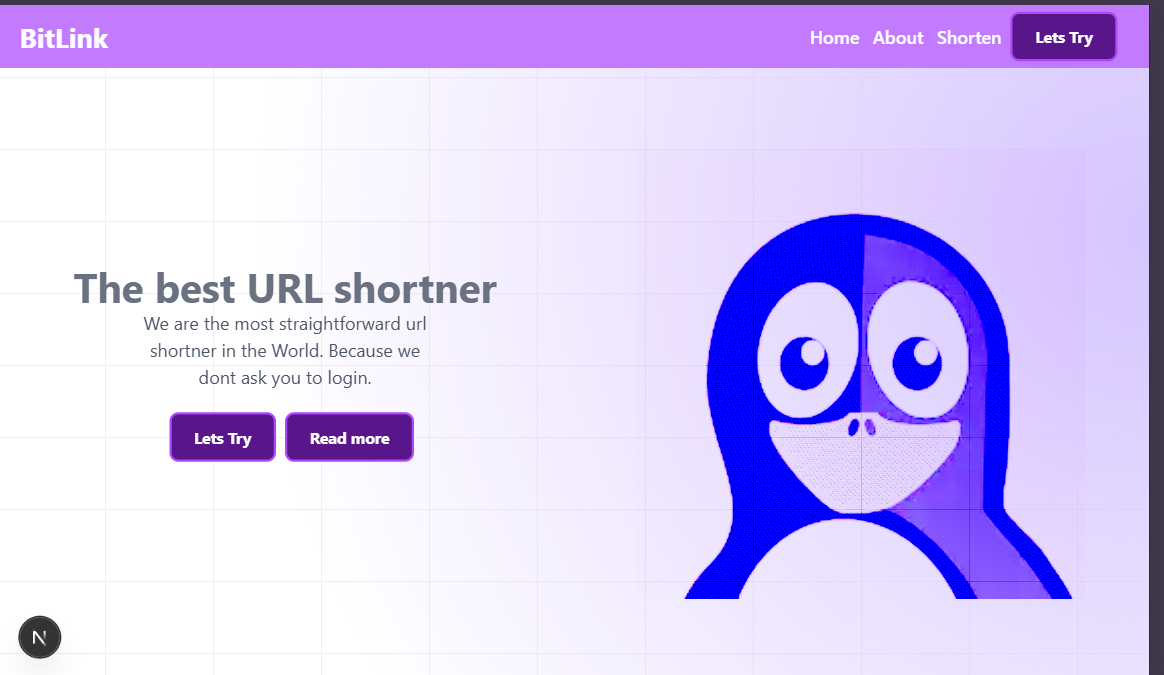 BitLink
Home About Shorten Lets Try
The best URL shortner
We are the most straightforward url
shortner in the World. Because we
dont ask you to login.
Lets Try Read more
N